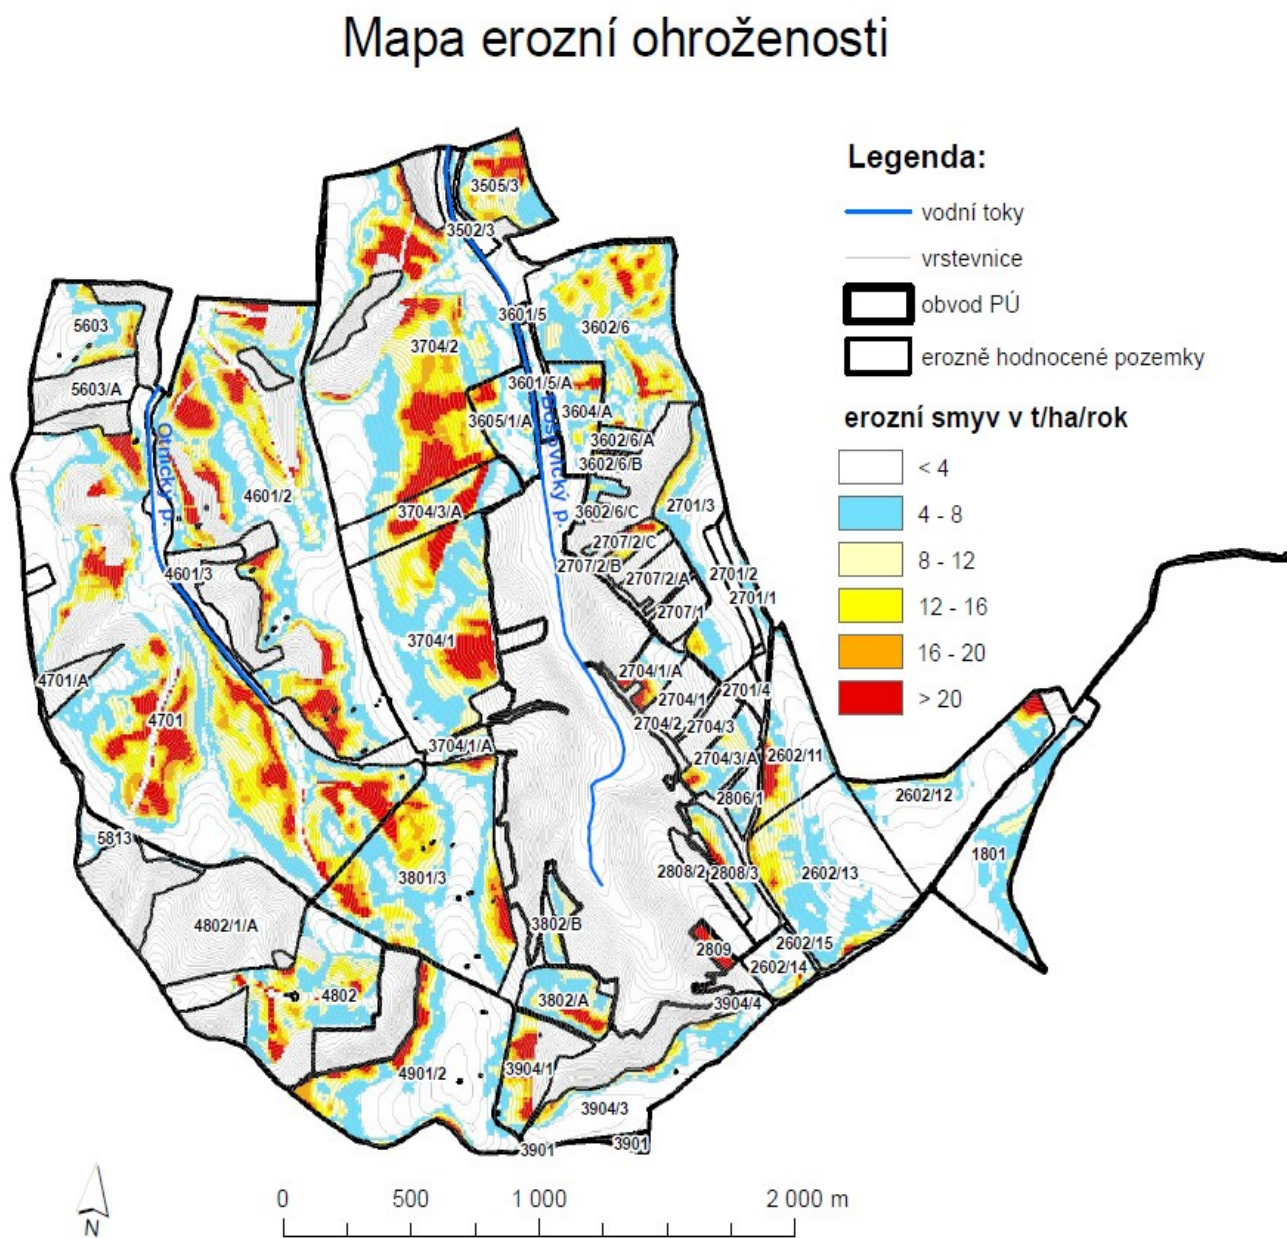 Mapa erozní ohroženosti
Legenda:
vodní toky
vrstevnice
obvod PÚ
erozně hodnocené pozemky
erozní smyv v t/ha/rok
< 4
4 - 8
8 - 12
12 - 16
16 - 20
> 20
3505/3
3502/3
3601/5
3602/6
5603
3704/2
5603/A
3601/5/A
3604/A
3605/1/A
Otnický p.
Bošovický p.
3602/6/A
3602/6/B
4601/2
3704/3/A
3602/6/C
2701/3
2707/2/C
2707/2/B
2707/2/A
2701/2
2701/1
4601/3
2707/1
3704/1
4701/A
2704/1/A
2704/1
2701/4
4701
2704/2
2704/3
3704/1/A
2704/3/A
2602/11
2806/1
2602/12
5813
1801
3801/3
2808/2
2808/3
2602/13
4802/1/A
3802/B
2809
2602/15
2602/14
4802
3802/A
3904/4
4901/2
3904/1
3904/3
3901
3901
N
0
500
1 000
2 000 m